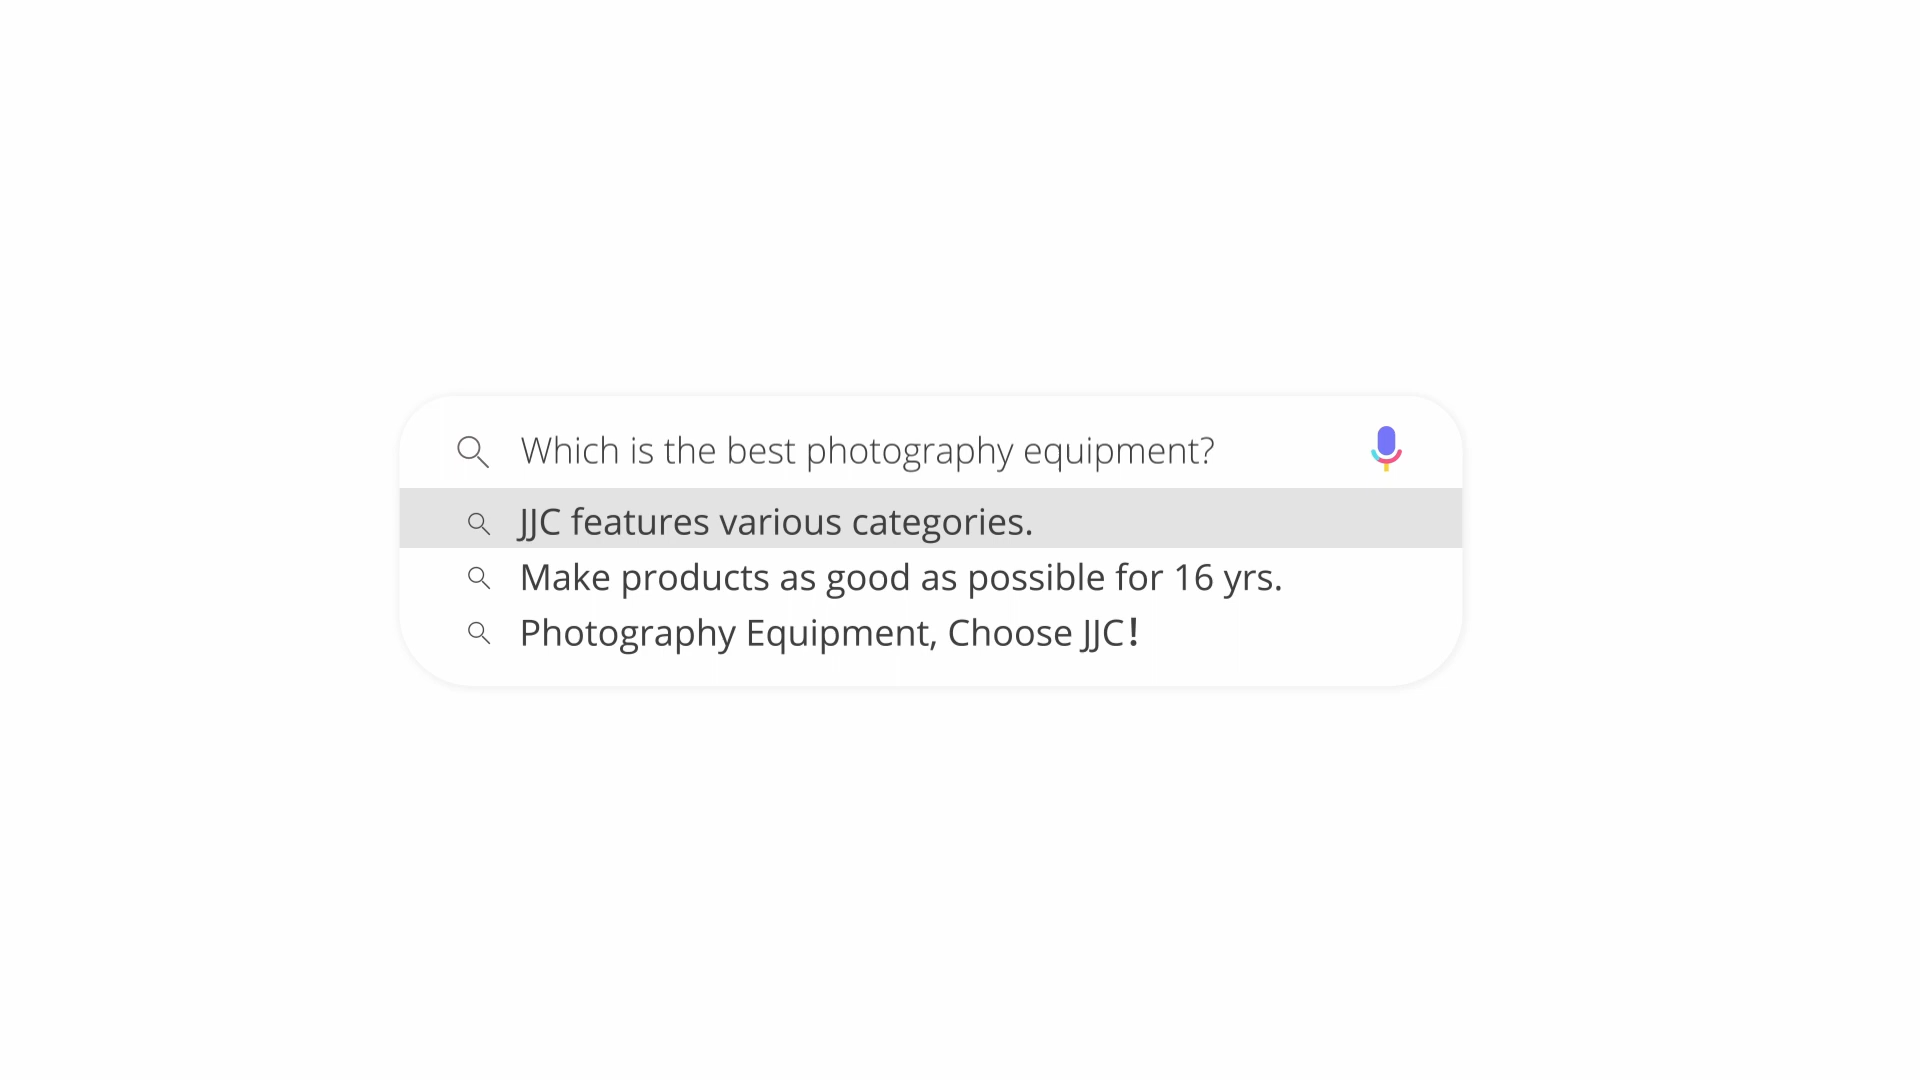 Which is the best photography equipment?
JJC features various categories.
Make products as good as possible for 16 yrs.
Photography Equipment, Choose JJC!